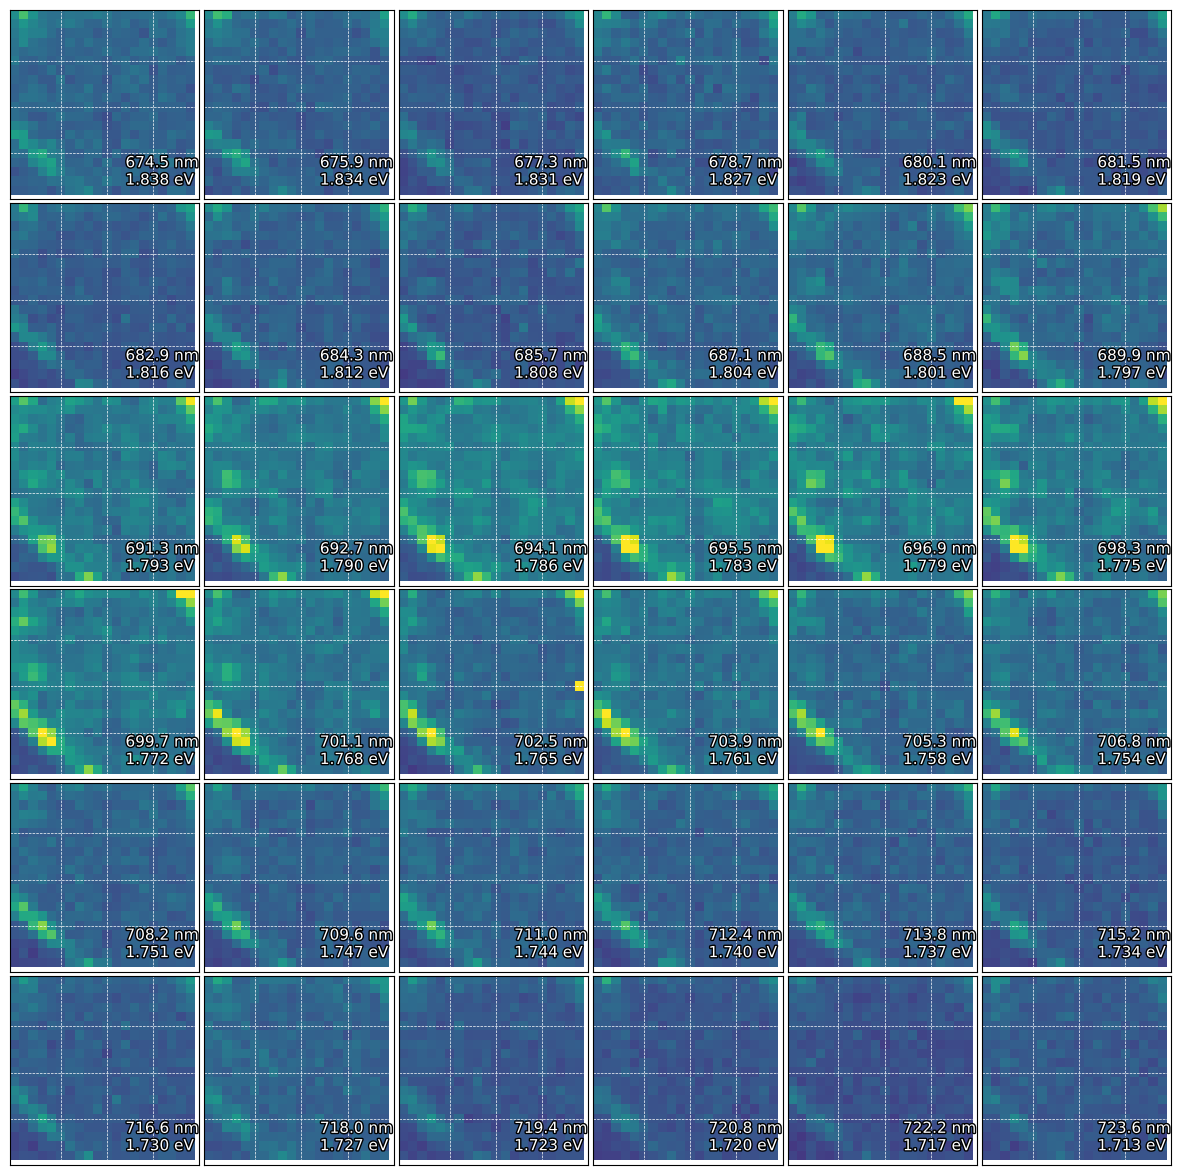 674.5 nm
1.838 eV
675.9 nm
1.834 eV
677.3 nm
1.831 eV
678.7 nm
1.827 eV
680.1 nm
1.823 eV
681.5 nm
1.819 eV
682.9 nm
1.816 eV
684.3 nm
1.812 eV
685.7 nm
1.808 eV
687.1 nm
1.804 eV
688.5 nm
1.801 eV
689.9 nm
1.797 eV
691.3 nm
1.793 eV
692.7 nm
1.790 eV
694.1 nm
1.786 eV
695.5 nm
1.783 eV
696.9 nm
1.779 eV
698.3 nm
1.775 eV
699.7 nm
1.772 eV
701.1 nm
1.768 eV
702.5 nm
1.765 eV
703.9 nm
1.761 eV
705.3 nm
1.758 eV
706.8 nm
1.754 eV
708.2 nm
1.751 eV
709.6 nm
1.747 eV
711.0 nm
1.744 eV
712.4 nm
1.740 eV
713.8 nm
1.737 eV
715.2 nm
1.734 eV
716.6 nm
1.730 eV
718.0 nm
1.727 eV
719.4 nm
1.723 eV
720.8 nm
1.720 eV
722.2 nm
1.717 eV
723.6 nm
1.713 eV